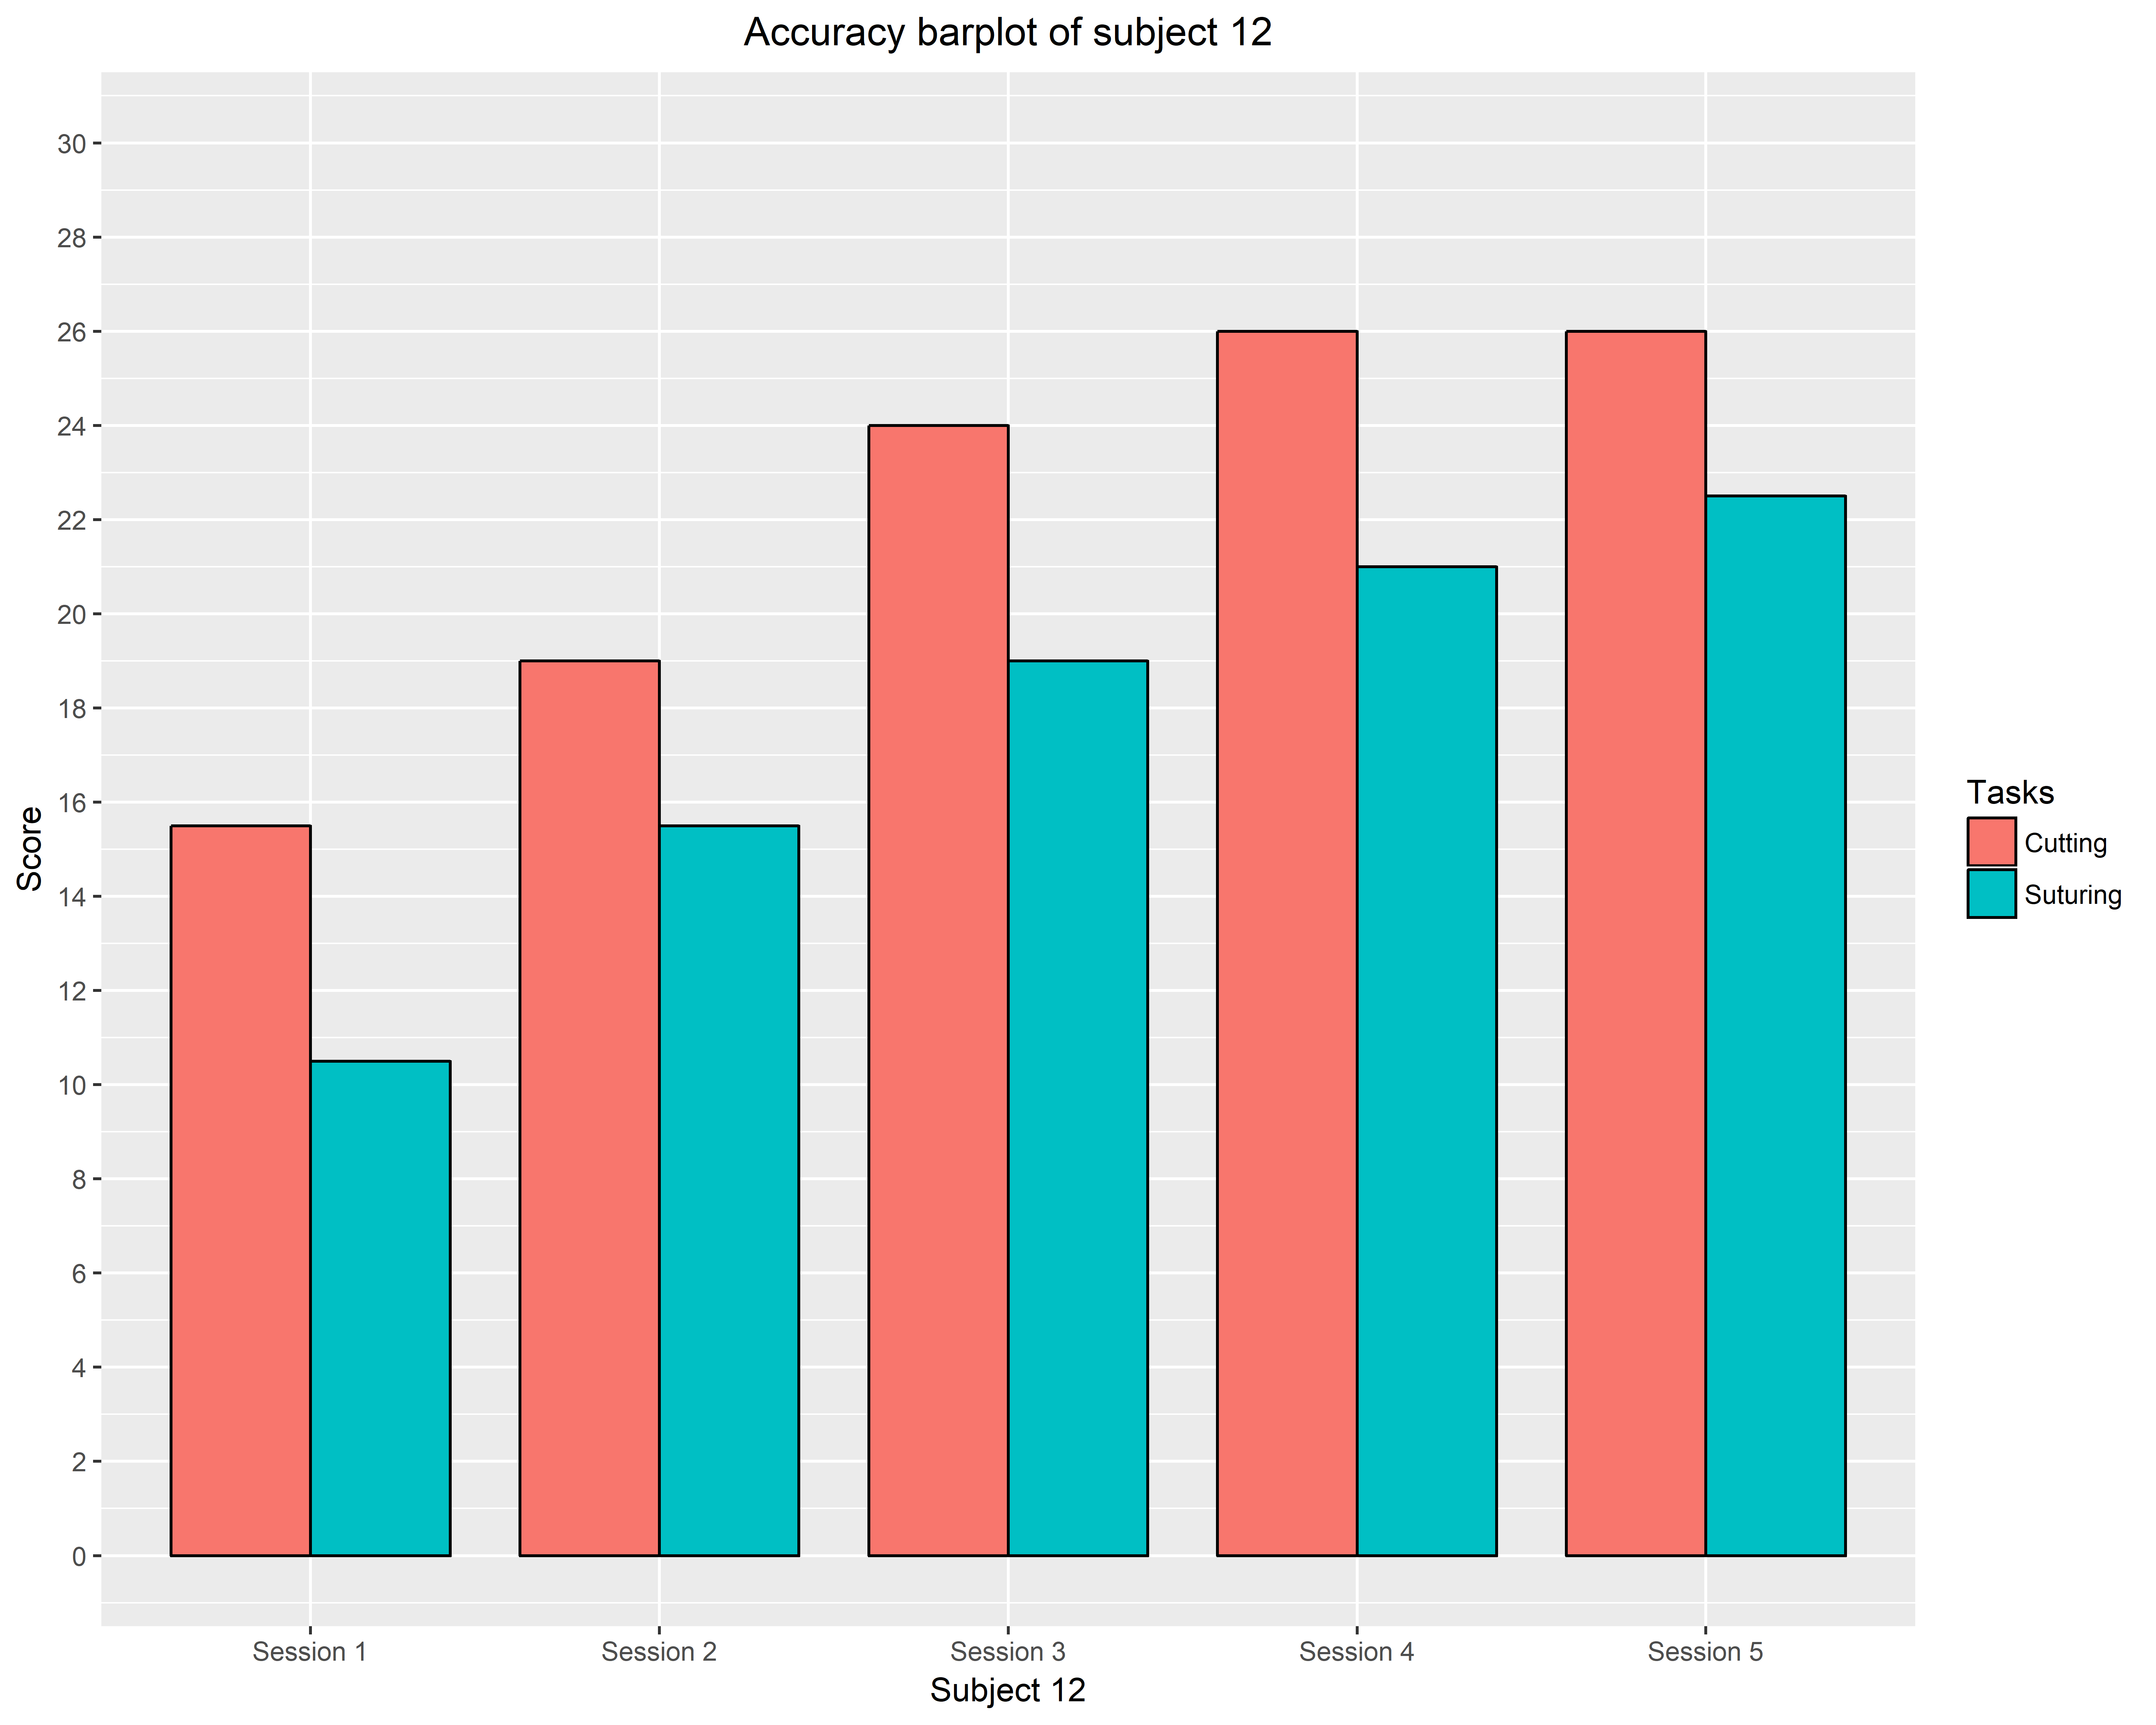 Accuracy barplot of subject 12
30
28
26
24
22
20
18
16
14
12
10
8
6
4
2
0
Score
Session 1 Session 2 Session 3 Session 4 Session 5
Subject 12
Tasks
Cutting
Suturing